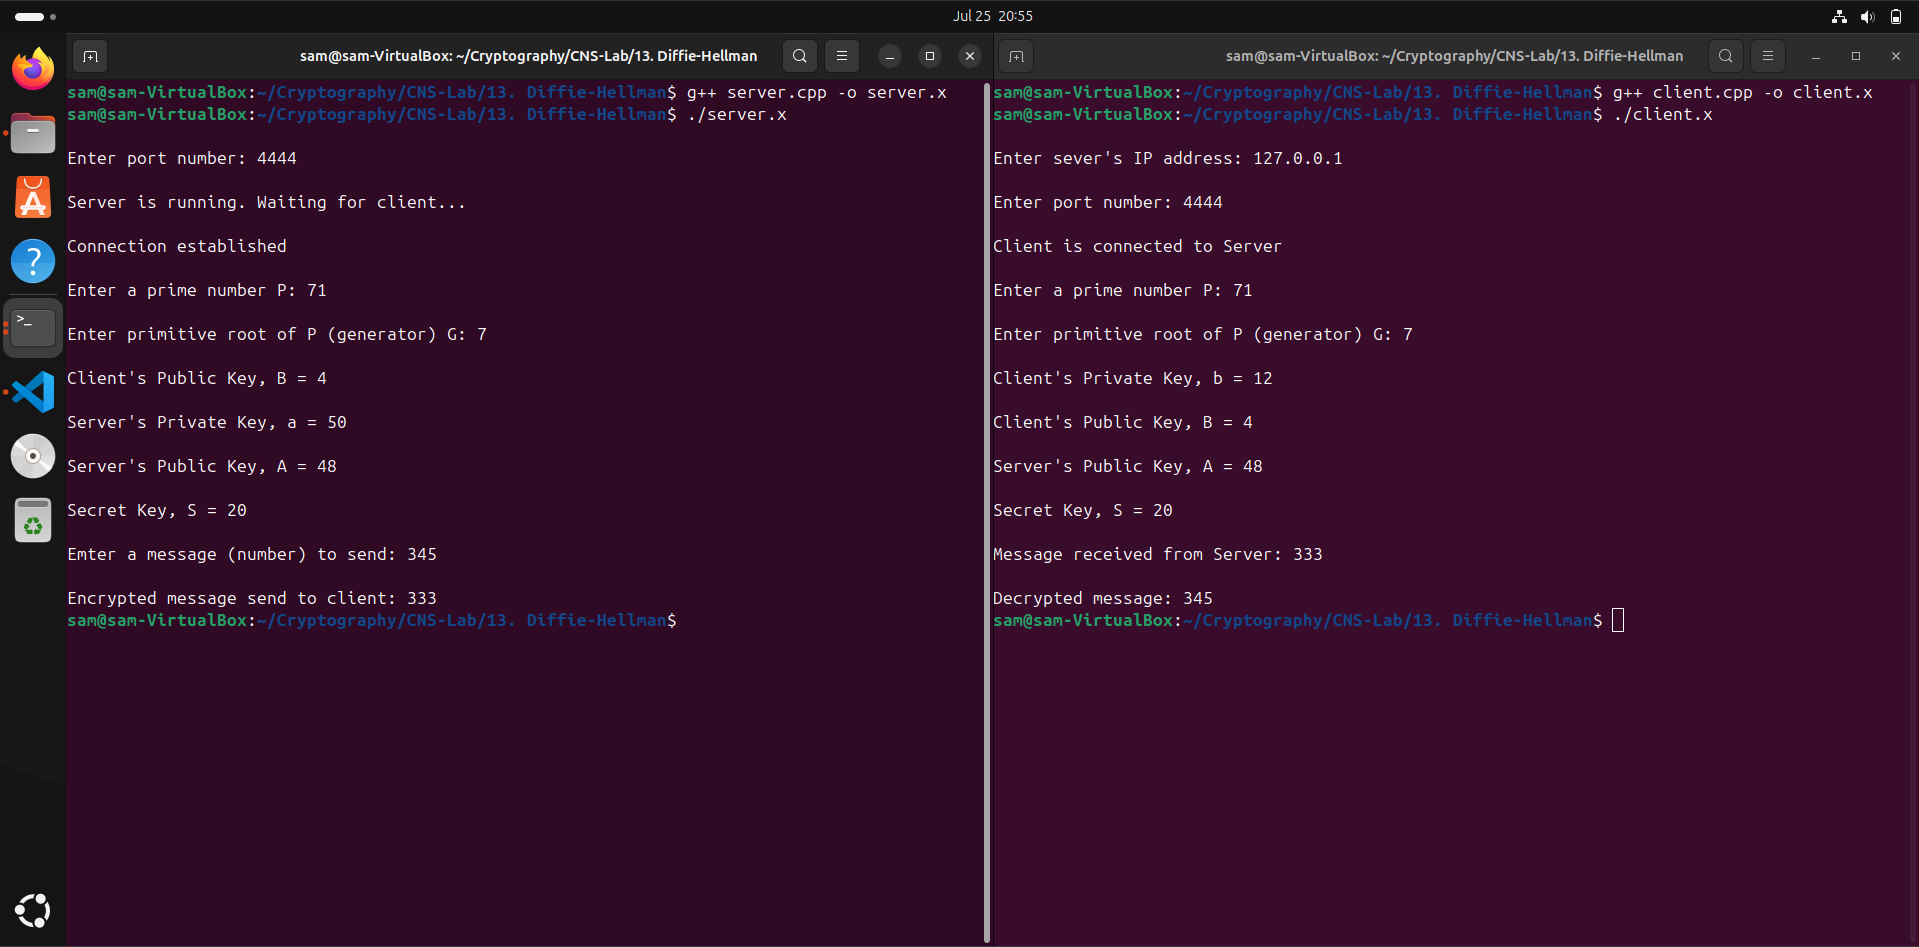 Jul 25 20:55
sam@sam-VirtualBox: ~/Cryptography/CNS-Lab/13. Diffie-Hellman
sam@sam-VirtualBox:~/Cryptography/CNS-Lab/13. Diffie-Hellman$ g++ server.cpp -o server.x
sam@sam-VirtualBox:~/Cryptography/CNS-Lab/13. Diffie-Hellman$ ./server.x
Enter port number: 4444
Server is running. Waiting for client...
Connection established
Enter a prime number P: 71
Enter primitive root of P (generator) G: 7
Client's Public Key, B = 4
Server's Private Key, a = 50
Server's Public Key, A = 48
Secret Key, S = 20
Emter a message (number) to send: 345
Encrypted message send to client: 333
sam@sam-VirtualBox:~/Cryptography/CNS-Lab/13. Diffie-Hellman$
sam@sam-VirtualBox: ~/Cryptography/CNS-Lab/13. Diffie-Hellman
sam@sam-VirtualBox:~/Cryptography/CNS-Lab/13. Diffie-Hellman$ g++ client.cpp -o client.x
sam@sam-VirtualBox:~/Cryptography/CNS-Lab/13. Diffie-Hellman$ ./client.x
Enter sever's IP address: 127.0.0.1
Enter port number: 4444
Client is connected to Server
Enter a prime number P: 71
Enter primitive root of P (generator) G: 7
Client's Private Key, b = 12
Client's Public Key, B = 4
Server's Public Key, A = 48
Secret Key, S = 20
Message received from Server: 333
Decrypted message: 345
sam@sam-VirtualBox:~/Cryptography/CNS-Lab/13. Diffie-Hellman$